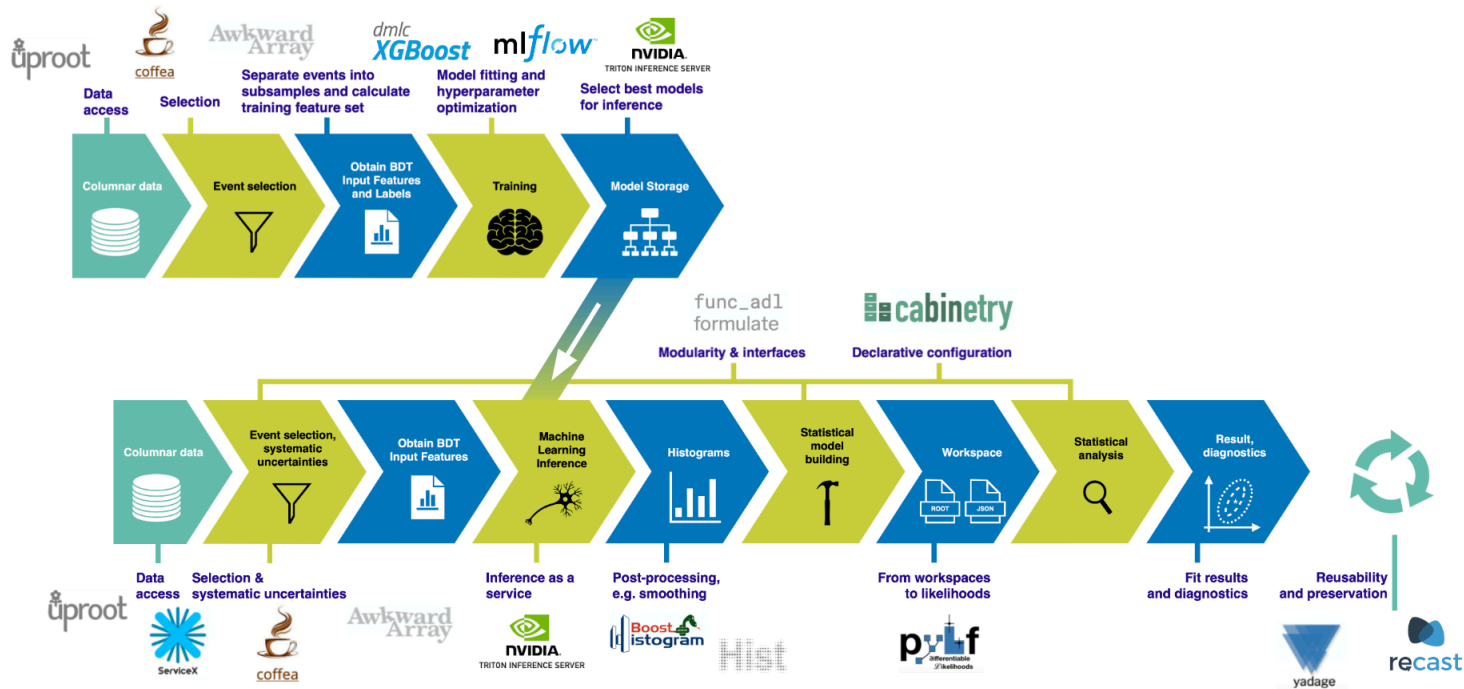 uproot
coffea
Awkward
Array
dmlc
XGBoost
mlflow™
NVIDIA.
TRITON INFERENCE SERVER
Data
access
Selection
Separate events into
subsamples and calculate
training feature set
Model fitting and
hyperparameter
optimization
Select best models
for inference
Columnar data
Event selection
Obtain BDT
Input Features
and Labels
Training
Model Storage
func_adl
formulate
cabinetry
Modularity & interfaces
Declarative configuration
Columnar data
Event selection,
systematic
uncertainties
Obtain BDT
Input Features
Machine
Learning
Inference
Histograms
Statistical
model
building
Workspace
ROOT
JSON
Statistical
analysis
Result,
diagnostics
Data
access
Selection &
systematic uncertainties
Inference as a
service
Post-processing,
e.g. smoothing
From workspaces
to likelihoods
Fit results
and diagnostics
Reusability
and preservation
uproot
ServiceX
coffea
Awkward
Array
NVIDIA.
TRITON INFERENCE SERVER
Boost
Histogram
Hist
pyhf
differentiable
Likelihoods
yadage
recast